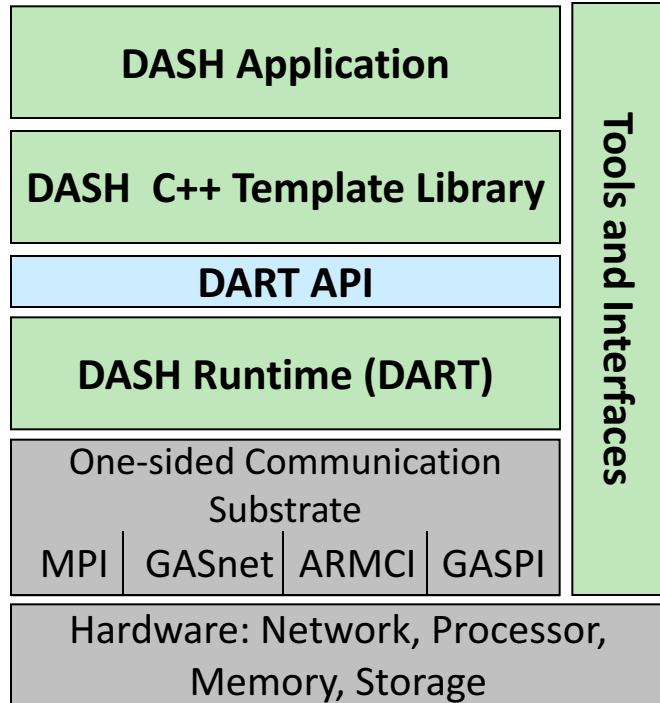 DASH Application
DASH C++ Template Library
DART API
DASH Runtime (DART)
One-sided Communication
Substrate
MPI GASnet ARMCI GASPI
Hardware: Network, Processor,
Memory, Storage
Tools and Interfaces